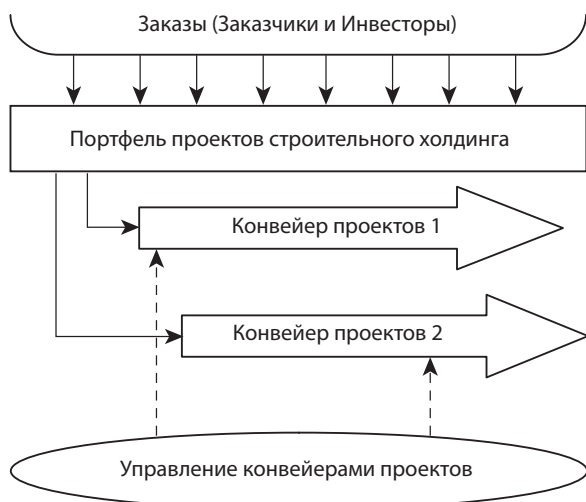 Заказы (Заказчики и Инвесторы)
Портфель проектов строительного холдинга
Конвейер проектов 1
Конвейер проектов 2
Управление конвейерами проектов